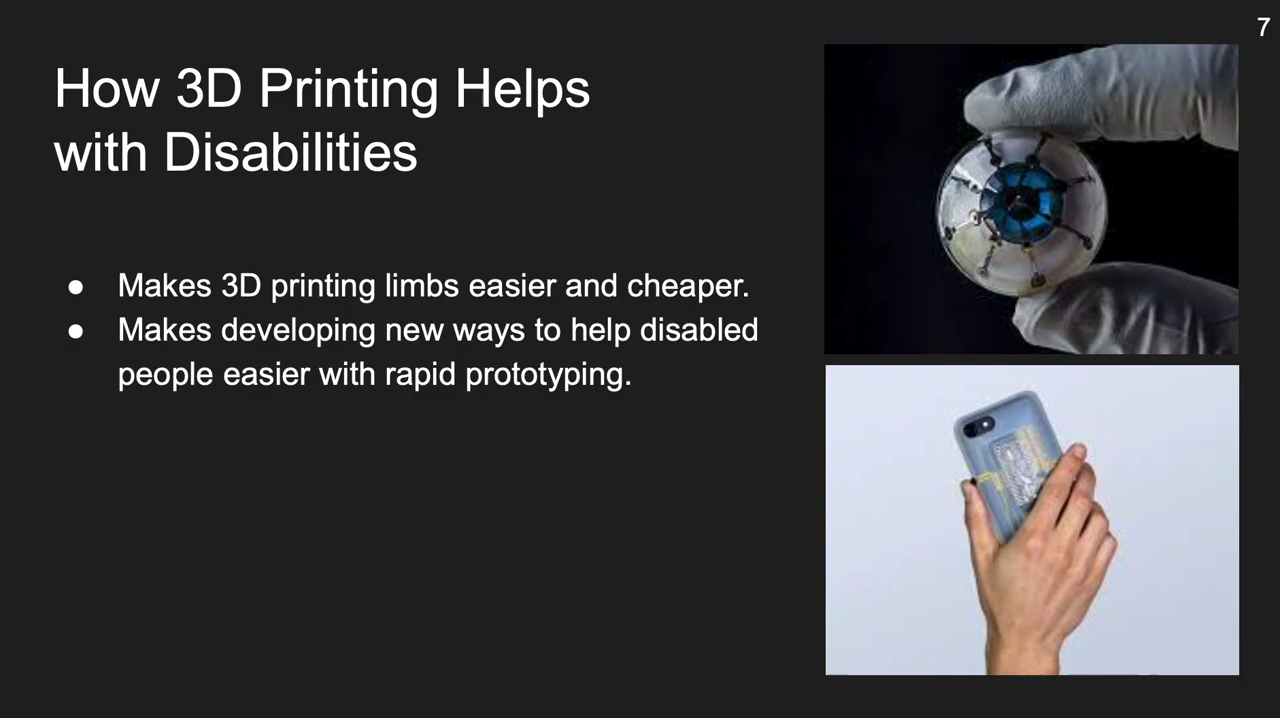 7
How 3D Printing Helps
with Disabilities
● Makes 3D printing limbs easier and cheaper.
● Makes developing new ways to help disabled
people easier with rapid prototyping.